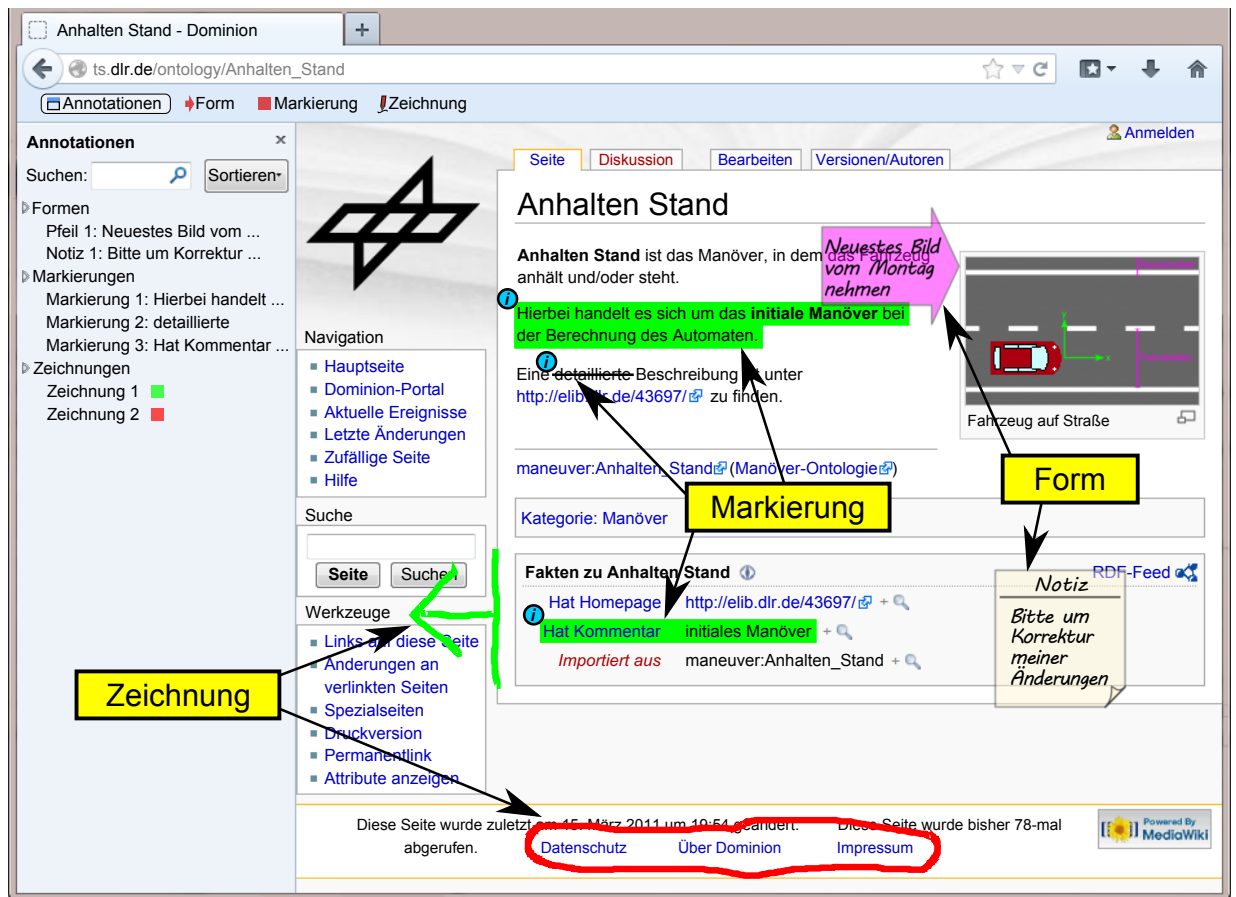 Anhalten Stand - Dominion
+
ts.dlr.de/ontology/Anhalten_Stand
Annotationen Form Markierung Zeichnung
Annotationen ×
Suchen: Sortieren
Formen
Pfeil 1: Neuestes Bild vom ...
Notiz 1: Bitte um Korrektur ...
Markierungen
Markierung 1: Hierbei handelt ...
Markierung 2: detaillierte
Markierung 3: Hat Kommentar ...
Zeichnungen
Zeichnung 1
Zeichnung 2
Navigation
Hauptseite
Dominion-Portal
Aktuelle Ereignisse
Letzte Änderungen
Zufällige Seite
Hilfe
Suche
Seite Suchen
Werkzeuge
Links auf diese Seite
Änderungen an
verlinkten Seiten
Spezialseiten
Druckversion
Permanentlink
Attribute anzeigen
Zeichnung
Anmelden
Seite Diskussion Bearbeiten Versionen/Autoren
Anhalten Stand
Anhalten Stand ist das Manöver, in dem das Fahrzeug
anhält und/oder steht.
Neuestes Bild
vom Montag
nehmen
i
Hierbei handelt es sich um das initiale Manöver bei
der Berechnung des Automaten.
i
Eine detaillierte Beschreibung ist unter
http://elib.dlr.de/43697/ zu finden.
y
x
Fahrzeug auf Straße
maneuver:Anhalten_Stand (Manöver-Ontologie)
Markierung
Form
Kategorie: Manöver
Fakten zu Anhalten Stand RDF-Feed
Hat Homepage http://elib.dlr.de/43697/ +
i
Hat Kommentar initiales Manöver +
Importiert aus maneuver:Anhalten_Stand +
Notiz
Bitte um
Korrektur
meiner
Änderungen
Diese Seite wurde zuletzt am 15. März 2011 um 19:54 geändert. Diese Seite wurde bisher 78-mal
abgerufen. Datenschutz Über Dominion Impressum
Powered By
MediaWiki